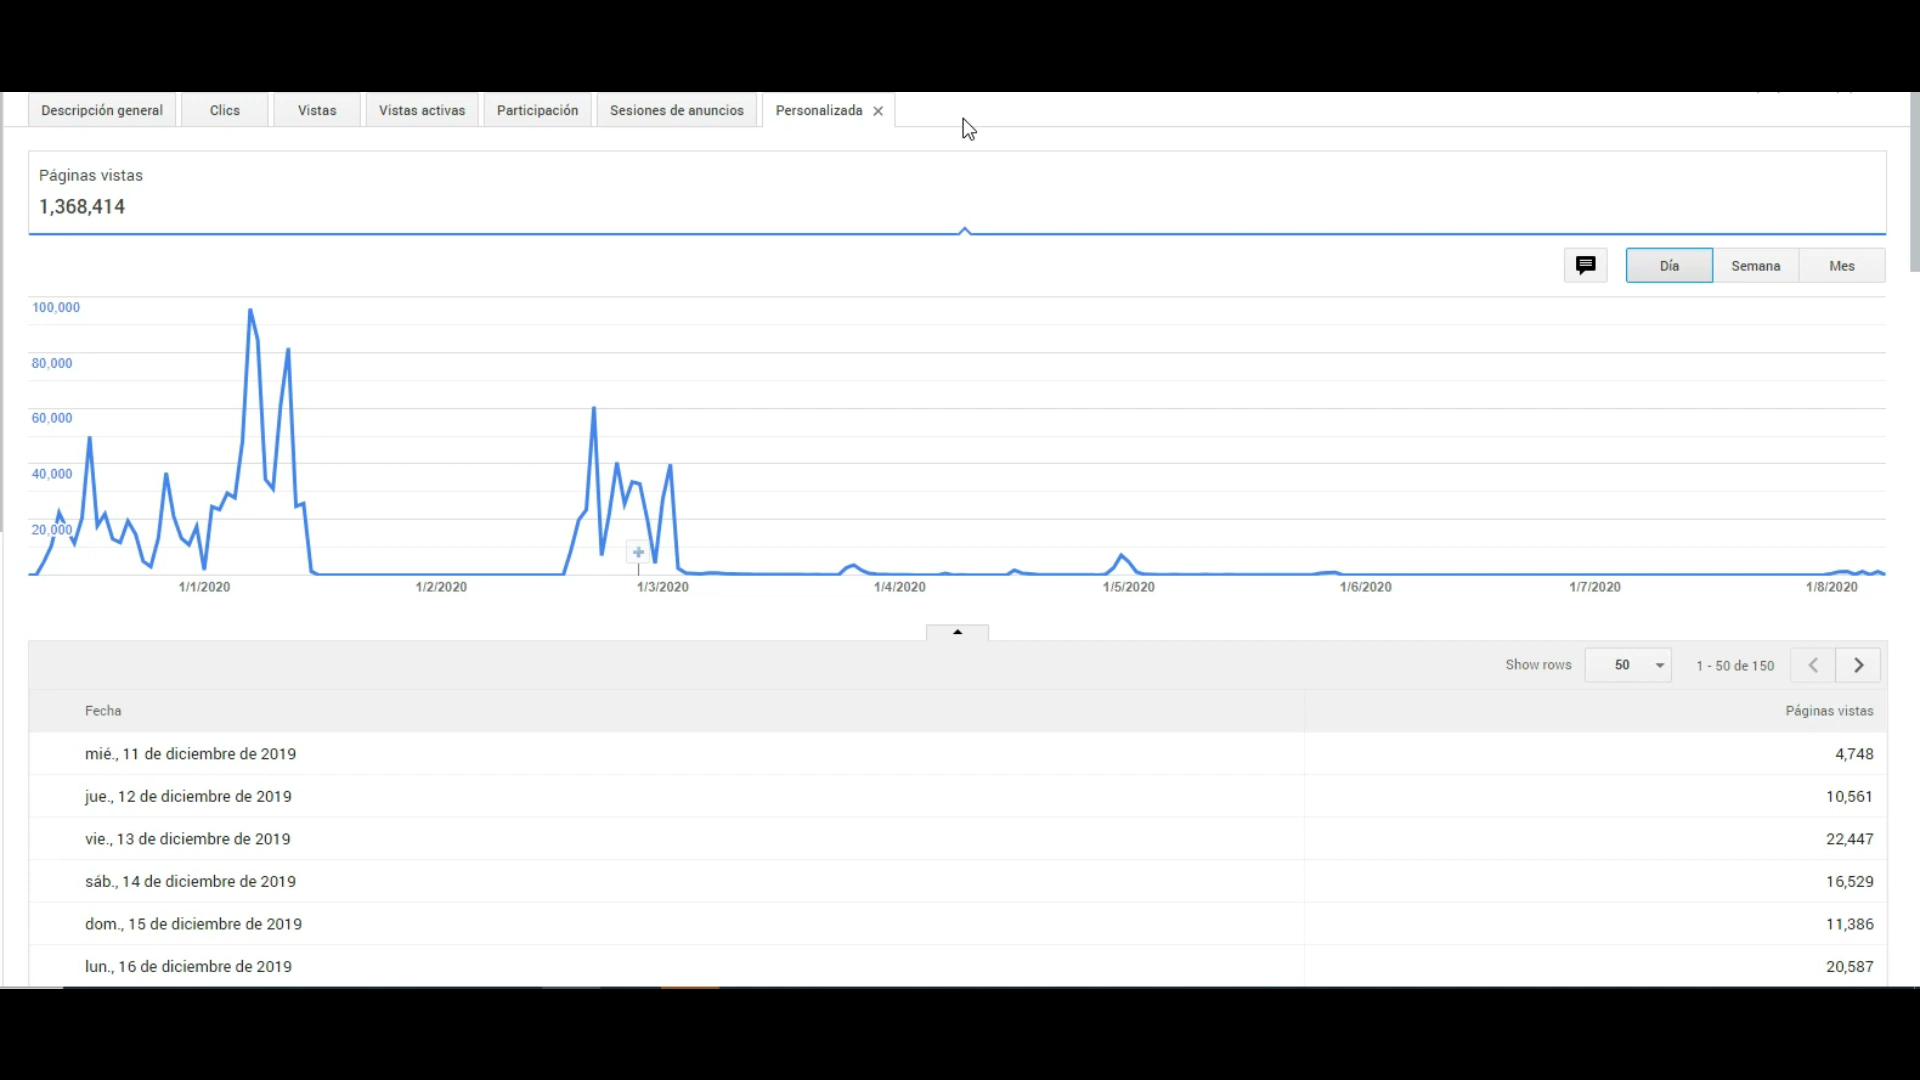 Descripción general Clics Vistas Vistas activas Participación Sesiones de anuncios Personalizada
Páginas vistas
1,368,414
Día Semana Mes
100,000
80,000
60,000
40,000
20,000
1/1/2020 1/2/2020 1/3/2020 1/4/2020 1/5/2020 1/6/2020 1/7/2020 1/8/2020
Show rows 50 1 - 50 de 150
Fecha Páginas vistas
mié., 11 de diciembre de 2019 4,748
jue., 12 de diciembre de 2019 10,561
vie., 13 de diciembre de 2019 22,447
sáb., 14 de diciembre de 2019 16,529
dom., 15 de diciembre de 2019 11,386
lun., 16 de diciembre de 2019 20,587